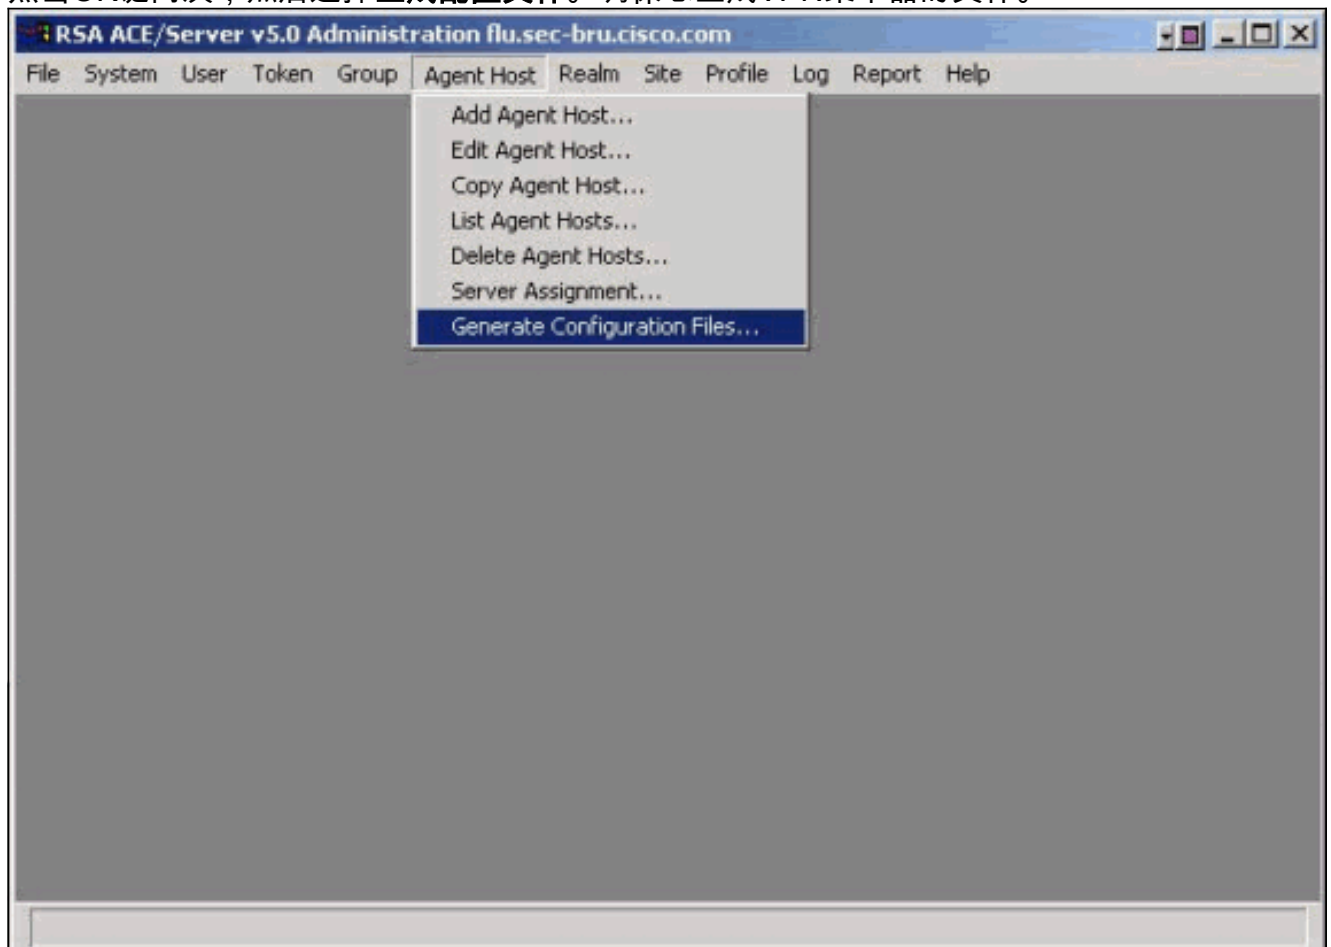 RSA ACE/Server v5.0 Administration flu.sec-bru.cisco.com
File System User Token Group Agent Host Realm Site Profile Log Report Help
Add Agent Host...
Edit Agent Host...
Copy Agent Host...
List Agent Hosts...
Delete Agent Hosts...
Server Assignment...
Generate Configuration Files...